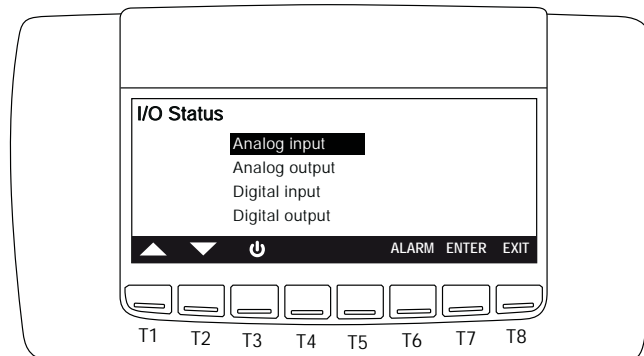 I/O Status
Analog input
Analog output
Digital input
Digital output
ALARM ENTER EXIT
T1 T2 T3 T4 T5 T6 T7 T8